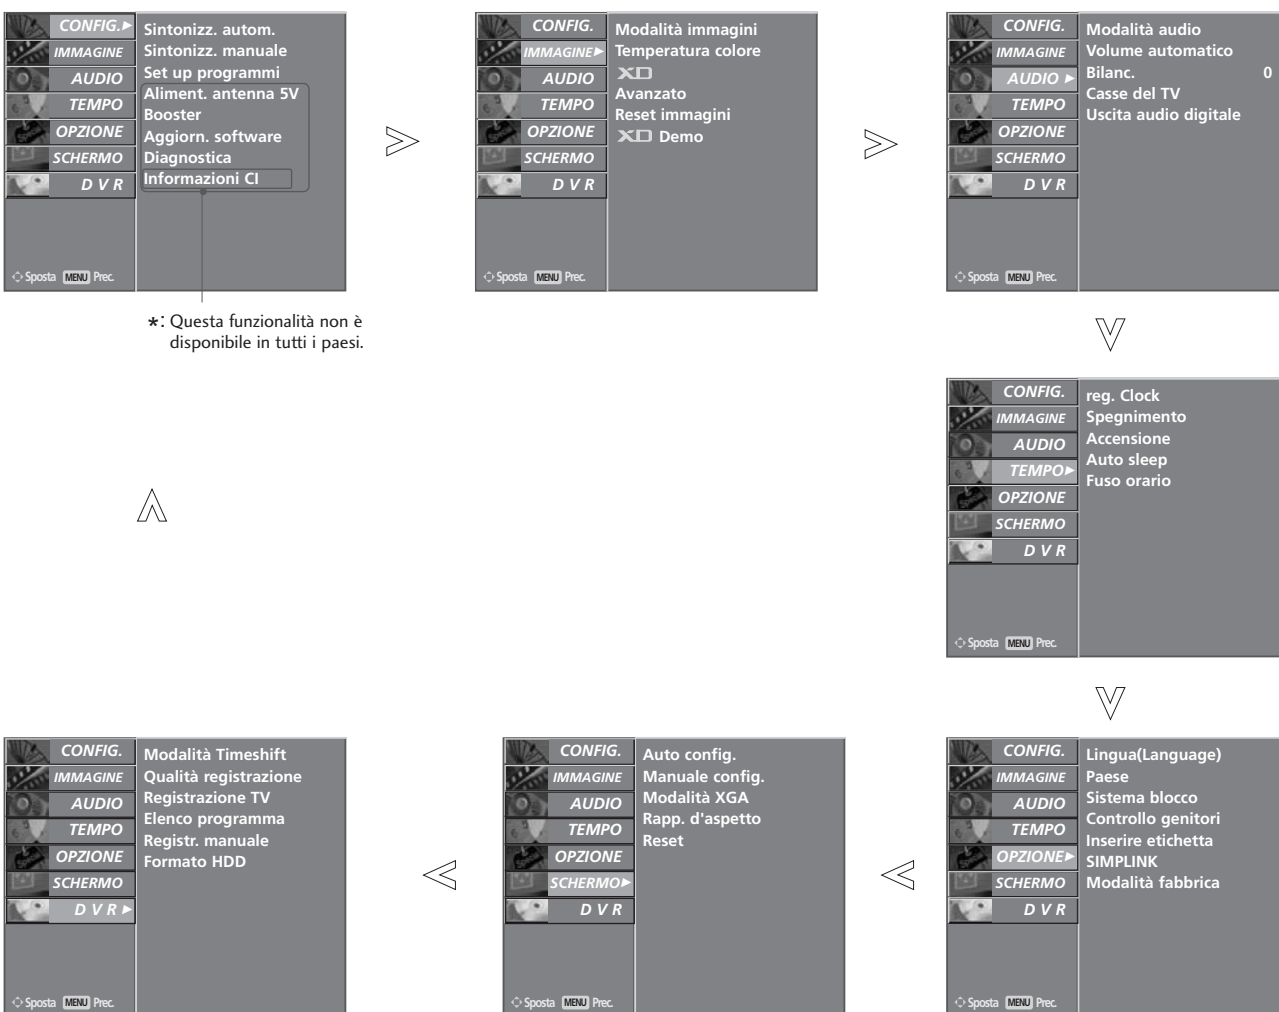 CONFIG.
IMMAGINE
AUDIO
TEMPO
OPZIONE
SCHERMO
D V R
Sintonizz. autom.
Sintonizz. manuale
Set up programmi
Aliment. antenna 5V
Booster
Aggiorn. software
Diagnostica
Informazioni CI
Sposta MENU Prec.
*: Questa funzionalità non è
disponibile in tutti i paesi.
CONFIG.
IMMAGINE
AUDIO
TEMPO
OPZIONE
SCHERMO
D V R
Modalità immagini
Temperatura colore
XD
Avanzato
Reset immagini
XD Demo
Sposta MENU Prec.
CONFIG.
IMMAGINE
AUDIO
TEMPO
OPZIONE
SCHERMO
D V R
Modalità audio
Volume automatico
Bilanc. 0
Casse del TV
Uscita audio digitale
Sposta MENU Prec.
CONFIG.
IMMAGINE
AUDIO
TEMPO
OPZIONE
SCHERMO
D V R
reg. Clock
Spegnimento
Accensione
Auto sleep
Fuso orario
Sposta MENU Prec.
CONFIG.
IMMAGINE
AUDIO
TEMPO
OPZIONE
SCHERMO
D V R
Lingua(Language)
Paese
Sistema blocco
Controllo genitori
Inserire etichetta
SIMPLINK
Modalità fabbrica
Sposta MENU Prec.
CONFIG.
IMMAGINE
AUDIO
TEMPO
OPZIONE
SCHERMO
D V R
Auto config.
Manuale config.
Modalità XGA
Rapp. d'aspetto
Reset
Sposta MENU Prec.
CONFIG.
IMMAGINE
AUDIO
TEMPO
OPZIONE
SCHERMO
D V R
Modalità Timeshift
Qualità registrazione
Registrazione TV
Elenco programma
Registr. manuale
Formato HDD
Sposta MENU Prec.